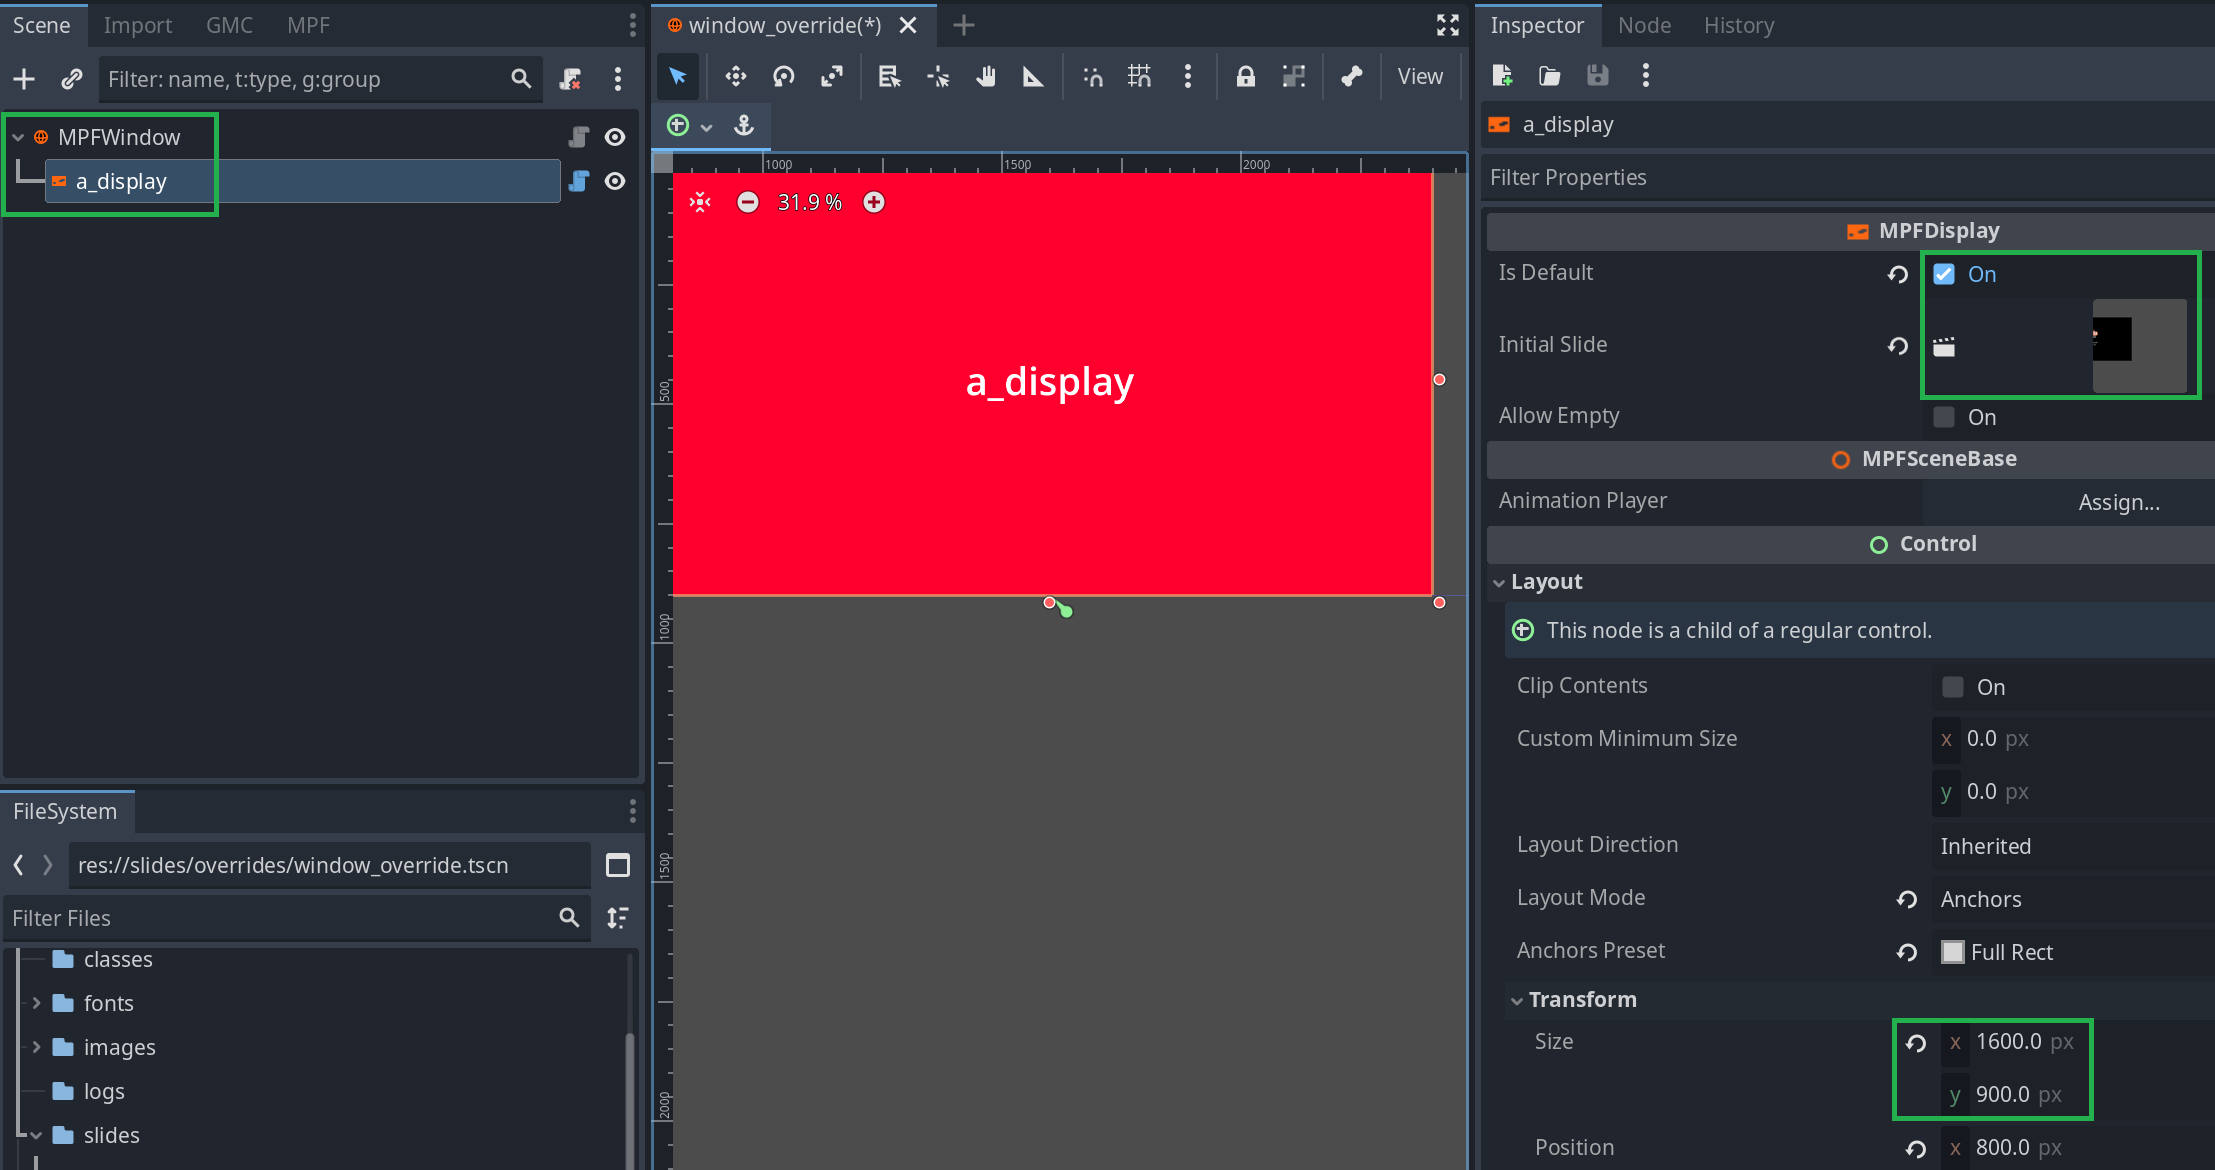 Scene Import GMC MPF
Filter: name, t:type, g:group
MPFWindow
a_display
FileSystem
res://slides/overrides/window_override.tscn
Filter Files
classes
fonts
images
logs
slides
window_override(*)
View
1000 1500 2000
31.9 %
a_display
500
1000
1500
2000
Inspector Node History
a_display
Filter Properties
MPFDisplay
Is Default On
Initial Slide
Allow Empty On
MPFSceneBase
Animation Player Assign...
Control
Layout
This node is a child of a regular control.
Clip Contents On
Custom Minimum Size x 0.0 px
y 0.0 px
Layout Direction Inherited
Layout Mode Anchors
Anchors Preset Full Rect
Transform
Size x 1600.0 px
y 900.0 px
Position x 800.0 px